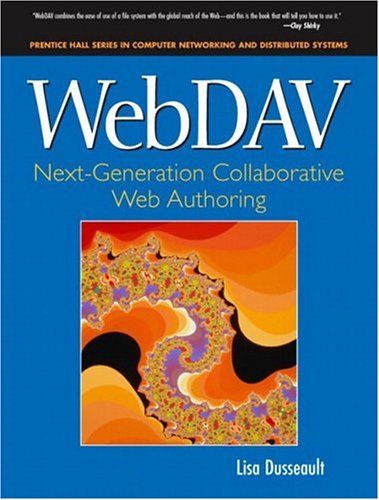 "WebDAV combines the ease of use of a file system with the global reach of the Web—and this is the book that will tell you how to use it."
—Clay Shirky
PRENTICE HALL SERIES IN COMPUTER NETWORKING AND DISTRIBUTED SYSTEMS
WebDAV
Next-Generation Collaborative
Web Authoring
Lisa Dusseault